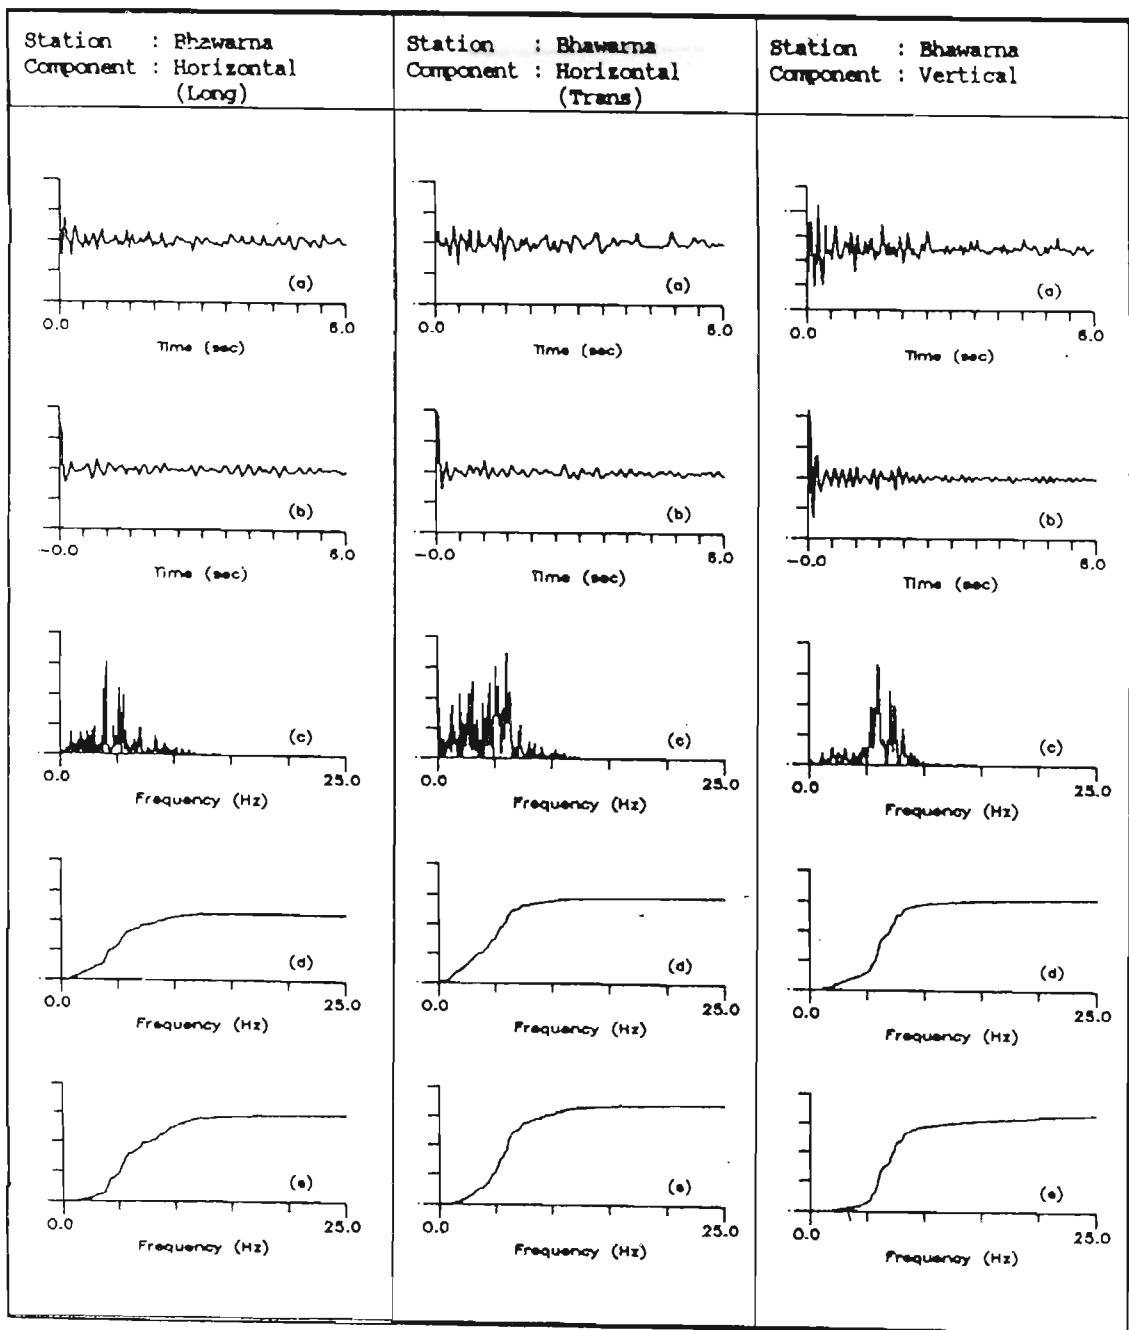 Station : Bhawarna
Component : Horizontal
(Long)
Station : Bhawarna
Component : Horizontal
(Trans)
Station : Bhawarna
Component : Vertical
(a)
0.0 6.0
Time (sec)
(a)
0.0 6.0
Time (sec)
(a)
0.0 6.0
Time (sec)
(b)
-0.0 6.0
Time (sec)
(b)
-0.0 6.0
Time (sec)
(b)
-0.0 6.0
Time (sec)
(c)
0.0 25.0
Frequency (Hz)
(c)
0.0 25.0
Frequency (Hz)
(c)
0.0 25.0
Frequency (Hz)
(d)
0.0 25.0
Frequency (Hz)
(d)
0.0 25.0
Frequency (Hz)
(d)
0.0 25.0
Frequency (Hz)
(e)
0.0 25.0
Frequency (Hz)
(e)
0.0 25.0
Frequency (Hz)
(e)
0.0 25.0
Frequency (Hz)